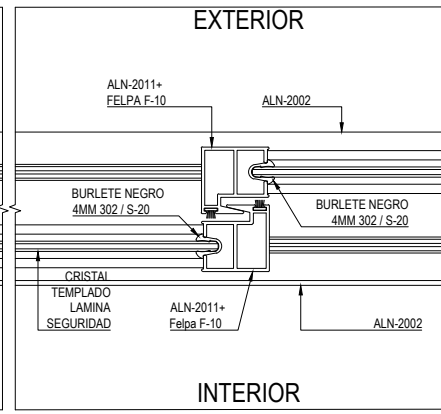 EXTERIOR
ALN-2011+
FELPA F-10
ALN-2002
BURLETE NEGRO
4MM 302 / S-20
BURLETE NEGRO
4MM 302 / S-20
CRISTAL
TEMPLADO
LAMINA
SEGURIDAD
ALN-2011+
Felpa F-10
ALN-2002
INTERIOR